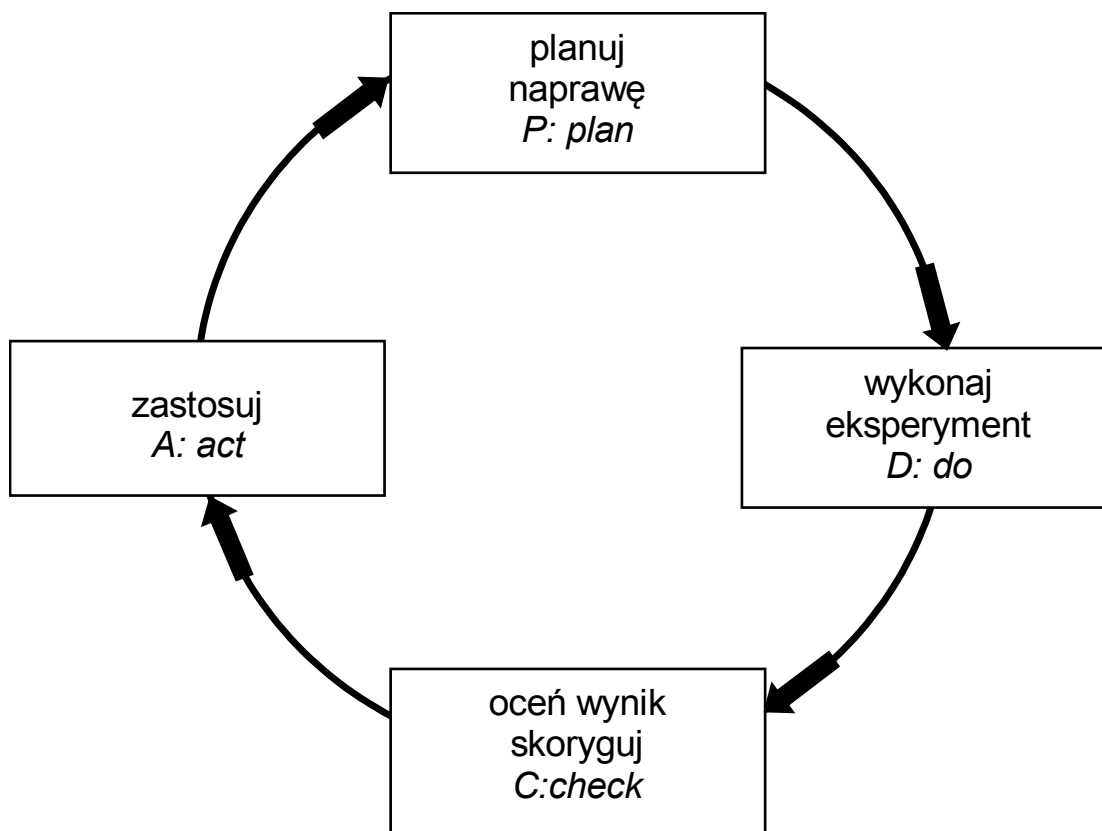 planuj
naprawę
P: plan
wykonaj
eksperyment
D: do
oceń wynik
skoryguj
C:check
zastosuj
A: act